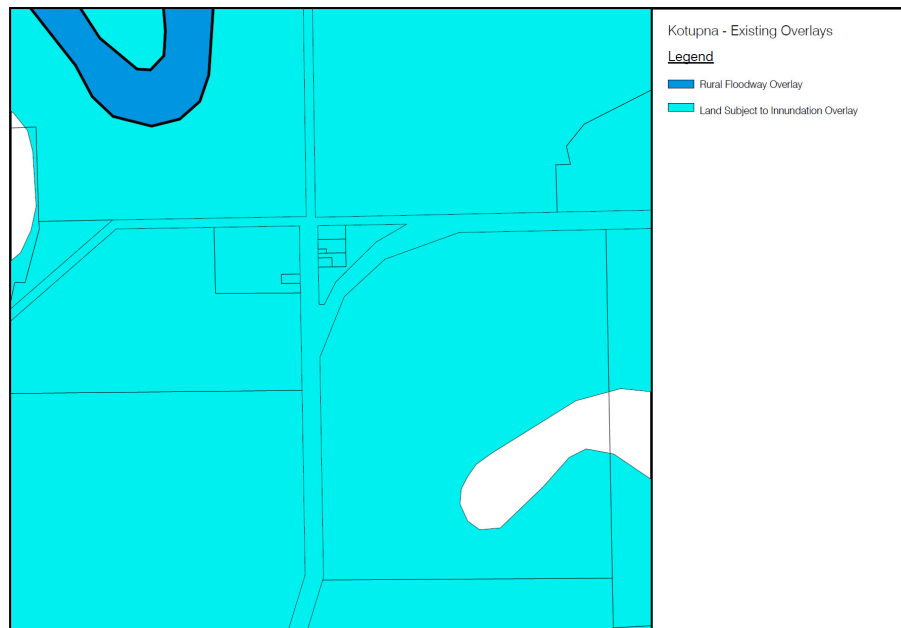 Kotupna - Existing Overlays
Legend
Rural Floodway Overlay
Land Subject to Innundation Overlay